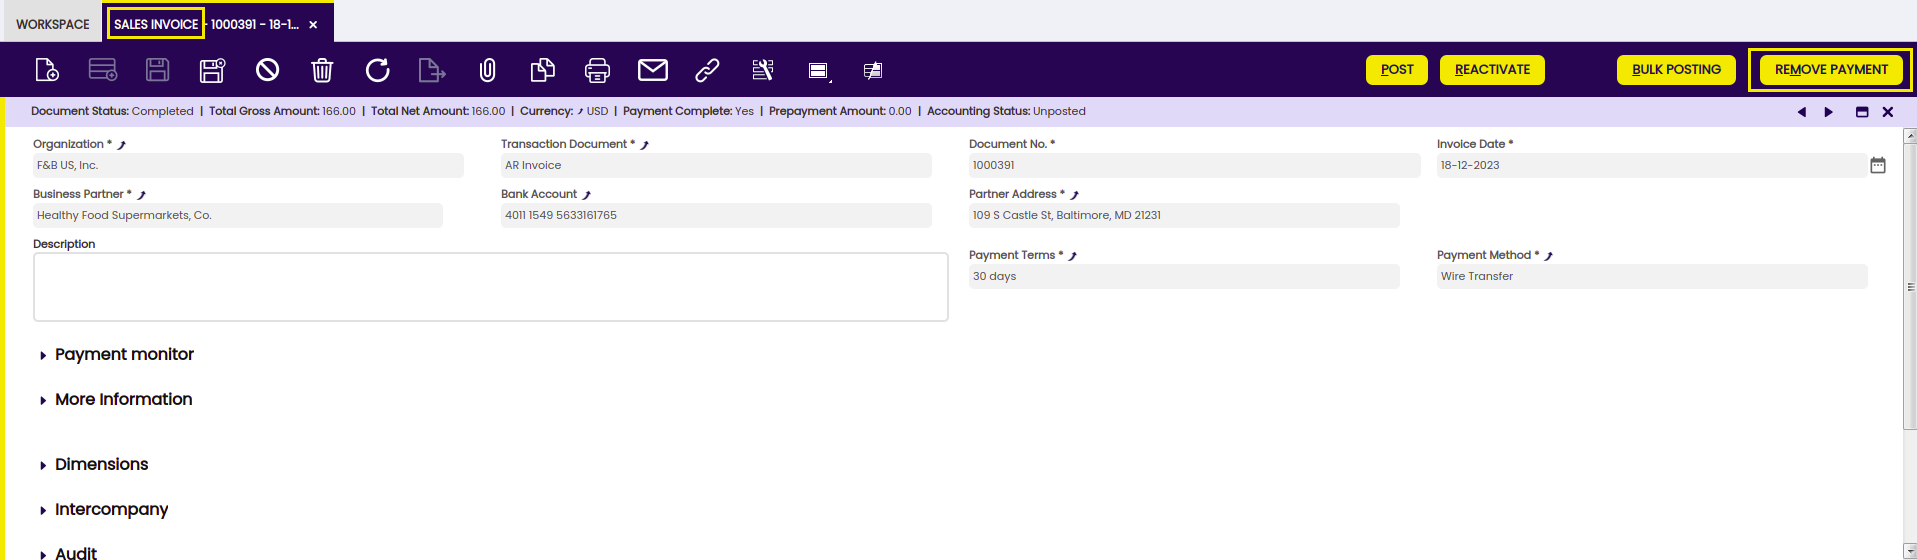 WORKSPACE
SALES INVOICE - 1000391 - 18-1... ×
POST REACTIVATE BULK POSTING REMOVE PAYMENT
Document Status: Completed | Total Gross Amount: 166.00 | Total Net Amount: 166.00 | Currency: USD | Payment Complete: Yes | Prepayment Amount: 0.00 | Accounting Status: Unposted
Organization * Transaction Document * Document No. * Invoice Date *
F&B US, Inc. AR Invoice 1000391 18-12-2023
Business Partner * Bank Account Partner Address *
Healthy Food Supermarkets, Co. 4011 1549 5633161765 109 S Castle St, Baltimore, MD 21231
Description
Payment Terms * Payment Method *
30 days Wire Transfer
Payment monitor
More Information
Dimensions
Intercompany
Audit